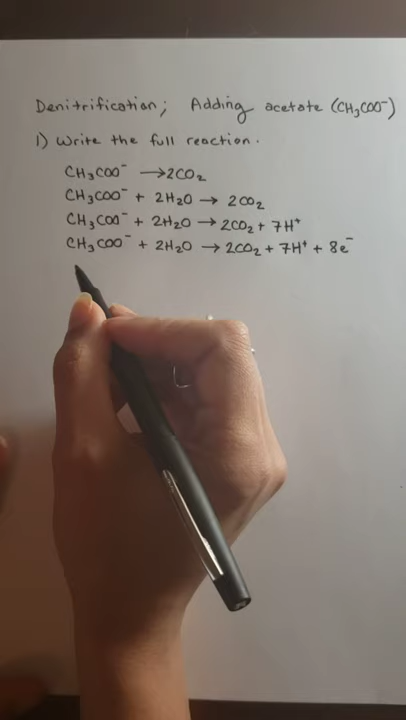 Denitrification; Adding acetate (CH₃COO⁻)
1) Write the full reaction.
CH₃COO⁻ → 2CO₂
CH₃COO⁻ + 2H₂O → 2CO₂
CH₃COO⁻ + 2H₂O → 2CO₂ + 7H⁺
CH₃COO⁻ + 2H₂O → 2CO₂ + 7H⁺ + 8e⁻